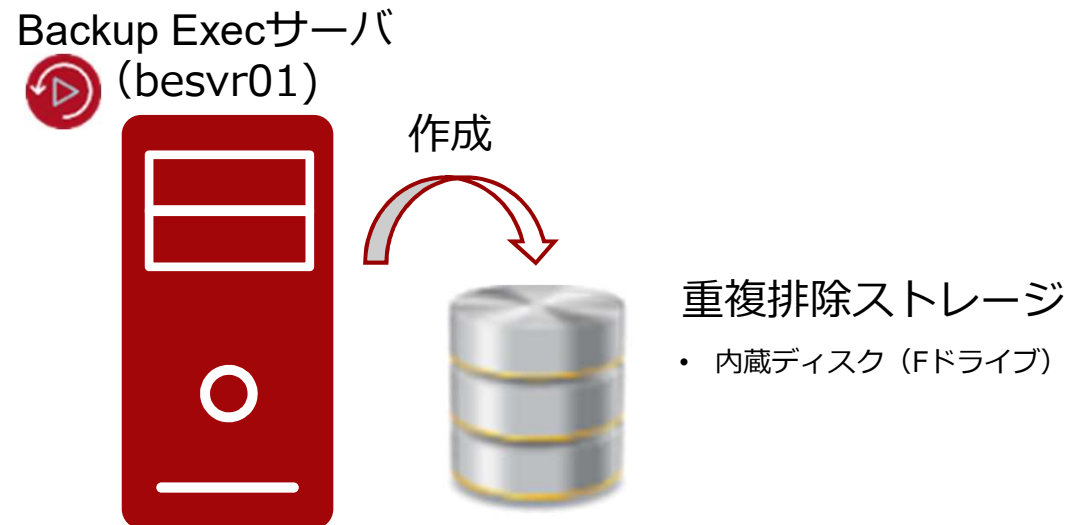 Backup Execサーバ
（besvr01)
作成
重複排除ストレージ
• 内蔵ディスク（Fドライブ）